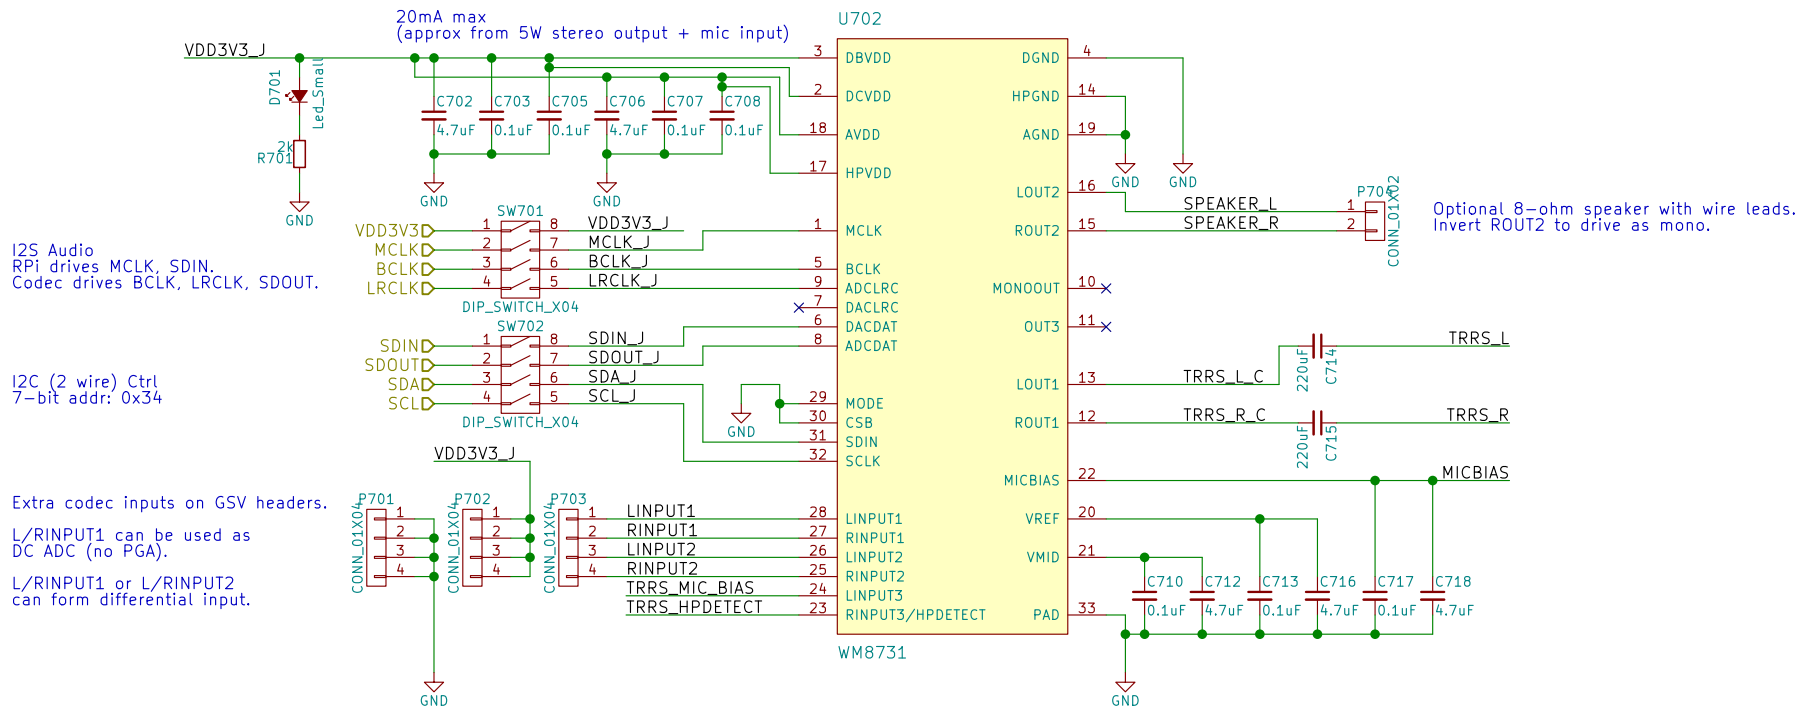 20mA max
(approx from 5W stereo output + mic input)
VDD3V3_J
D701
Led_Small
2k
R701
GND
C702
4.7uF
C703
0.1uF
C705
0.1uF
C706
4.7uF
C707
0.1uF
C708
0.1uF
GND
GND
I2S Audio
RPi drives MCLK, SDIN.
Codec drives BCLK, LRCLK, SDOUT.
SW701
VDD3V3 1 8 VDD3V3_J
MCLK 2 7 MCLK_J
BCLK 3 6 BCLK_J
LRCLK 4 5 LRCLK_J
DIP_SWITCH_X04
I2C (2 wire) Ctrl
7-bit addr: 0x34
SW702
SDIN 1 8 SDIN_J
SDOUT 2 7 SDOUT_J
SDA 3 6 SDA_J
SCL 4 5 SCL_J
DIP_SWITCH_X04
GND
VDD3V3_J
Extra codec inputs on GSV headers.
L/RINPUT1 can be used as
DC ADC (no PGA).
L/RINPUT1 or L/RINPUT2
can form differential input.
P701
CONN_01X04
1
2
3
4
P702
CONN_01X04
1
2
3
4
P703
CONN_01X04
1
2
3
4
LINPUT1
RINPUT1
LINPUT2
RINPUT2
TRRS_MIC_BIAS
TRRS_HPDETECT
GND
U702
3 DBVDD
2 DCVDD
18 AVDD
17 HPVDD
1 MCLK
5 BCLK
9 ADCLRC
7 DACLRC
6 DACDAT
8 ADCDAT
29 MODE
30 CSB
31 SDIN
32 SCLK
28 LINPUT1
27 RINPUT1
26 LINPUT2
25 RINPUT2
24 LINPUT3
23 RINPUT3/HPDETECT
DGND 4
HPGND 14
AGND 19
LOUT2 16
ROUT2 15
MONOOUT 10
OUT3 11
LOUT1 13
ROUT1 12
MICBIAS 22
VREF 20
VMID 21
PAD 33
WM8731
GND
GND
SPEAKER_L
SPEAKER_R
P704
CONN_01X02
1
2
Optional 8-ohm speaker with wire leads.
Invert ROUT2 to drive as mono.
TRRS_L_C
220uF
C714
TRRS_L
TRRS_R_C
220uF
C715
TRRS_R
MICBIAS
C710
0.1uF
C712
4.7uF
C713
0.1uF
C716
4.7uF
C717
0.1uF
C718
4.7uF
GND